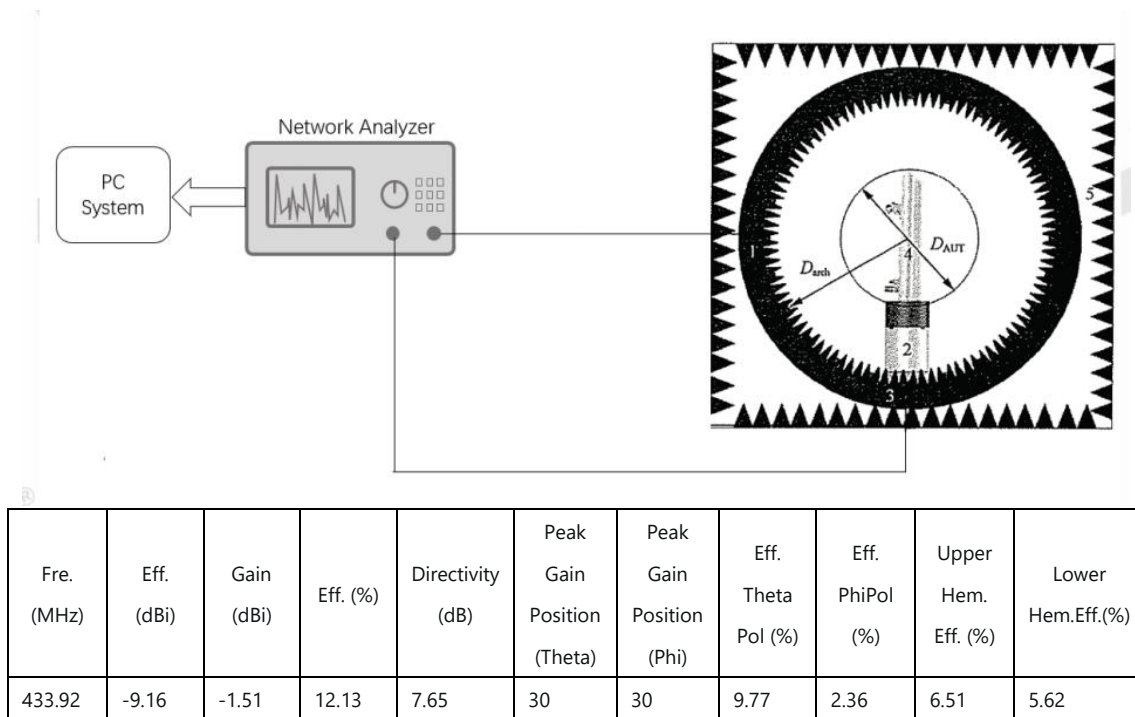 Network Analyzer
PC
System
1
2
3
4
5
D_AUT
D_arch
®
Fre. (MHz)
Eff. (dBi)
Gain (dBi)
Eff. (%)
Directivity (dB)
Peak Gain Position (Theta)
Peak Gain Position (Phi)
Eff. Theta Pol (%)
Eff. PhiPol (%)
Upper Hem. Eff. (%)
Lower Hem.Eff.(%)
433.92 -9.16 -1.51 12.13 7.65 30 30 9.77 2.36 6.51 5.62